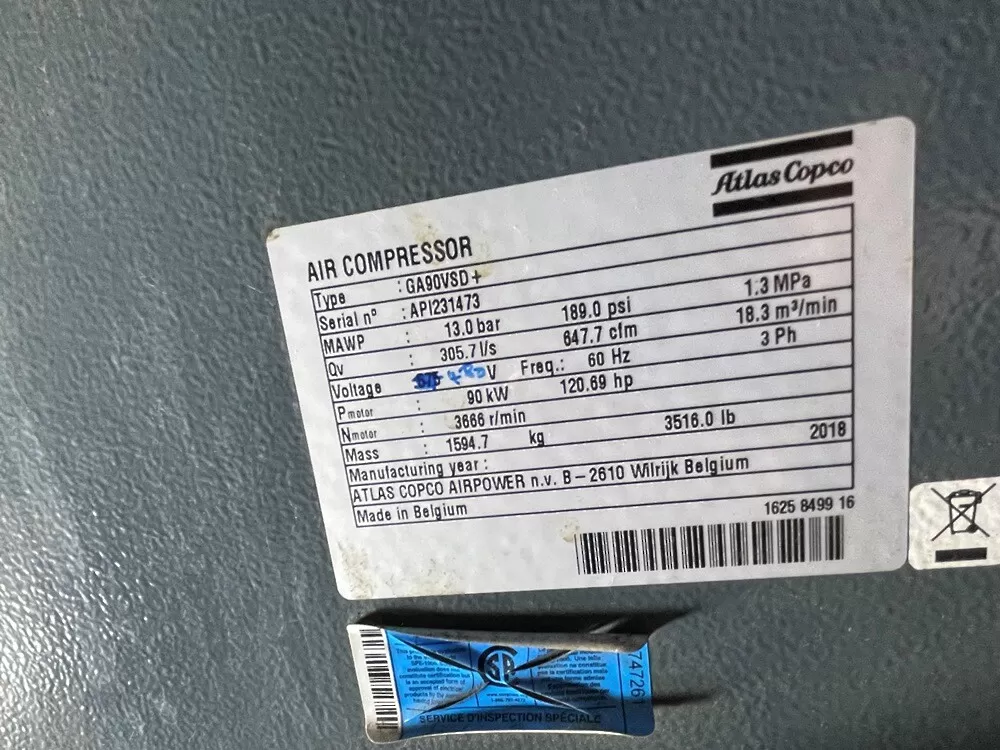 Atlas Copco
AIR COMPRESSOR
Type : GA90VSD+
Serial nº : API231473
MAWP : 13.0 bar 189.0 psi 1.3 MPa
Qv : 305.7 l/s 647.7 cfm 18.3 m³/min
Voltage 480 V Freq.: 60 Hz 3 Ph
Pmotor : 90 kW 120.69 hp
Nmotor : 3666 r/min
Mass : 1594.7 kg 3516.0 lb
Manufacturing year : 2018
ATLAS COPCO AIRPOWER n.v. B-2610 Wilrijk Belgium
Made in Belgium 1625 8499 16
SERVICE D'INSPECTION SPÉCIALE
747261